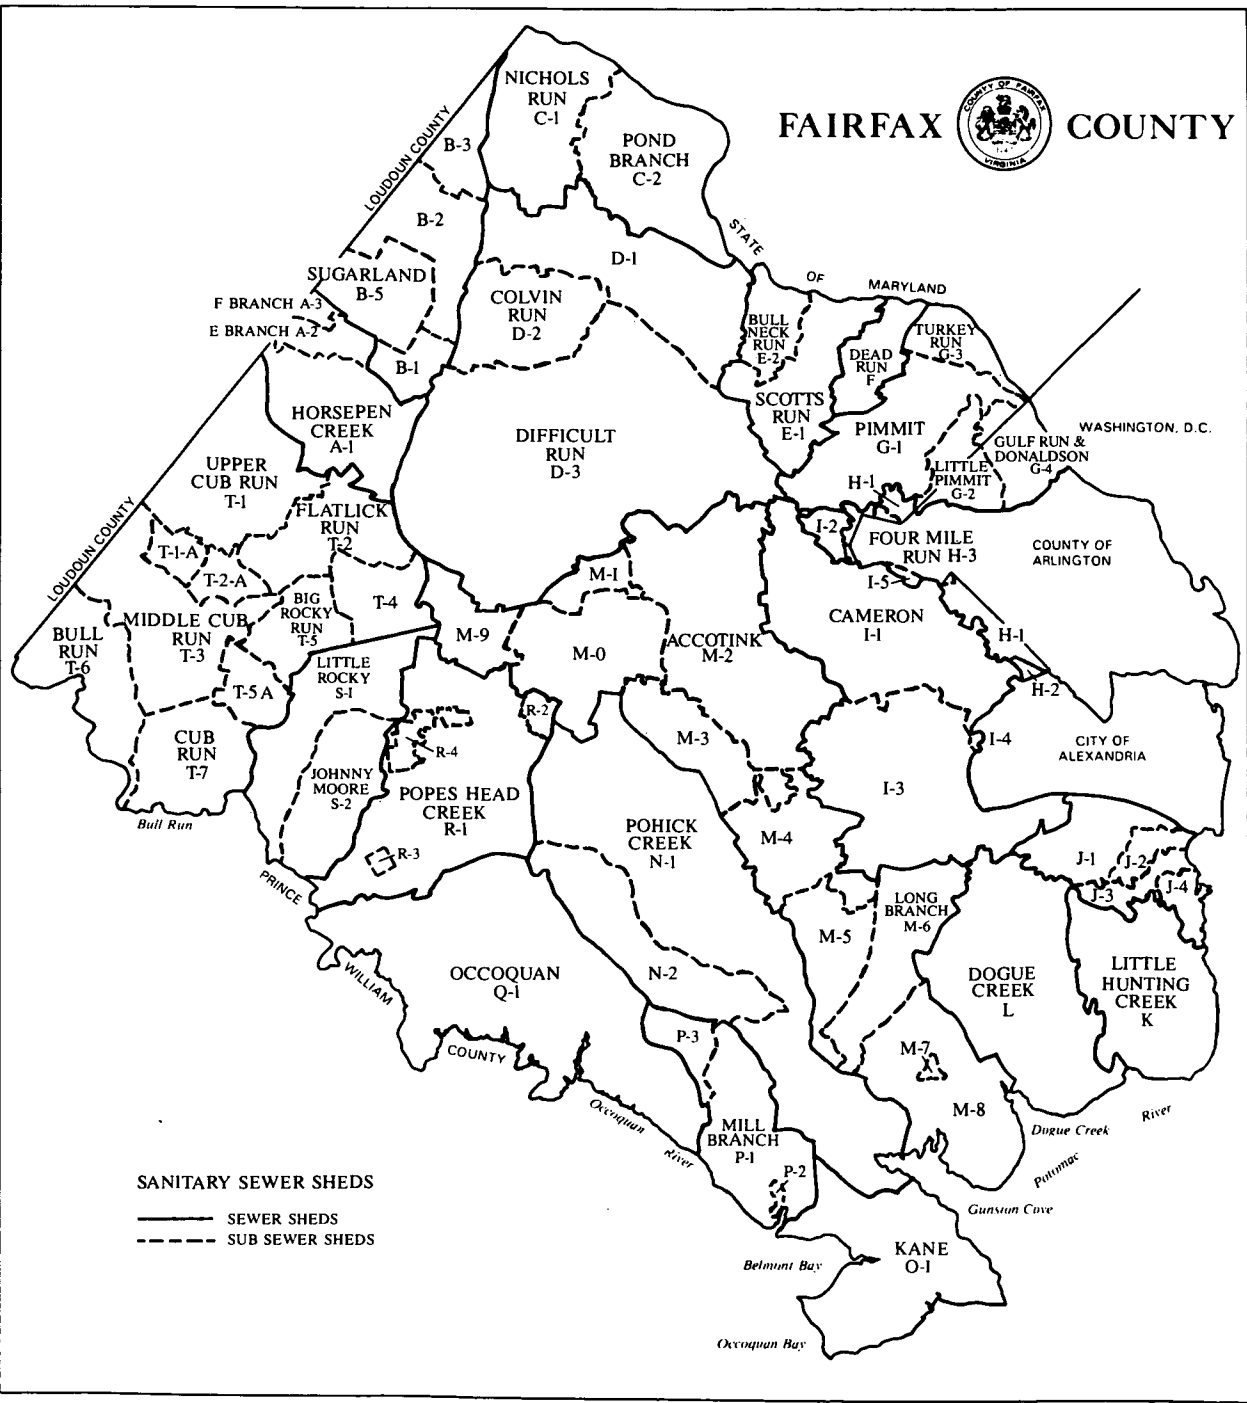 FAIRFAX COUNTY
COUNTY OF FAIRFAX
VIRGINIA
NICHOLS
RUN
C-1
POND
BRANCH
C-2
LOUDOUN COUNTY
B-3
B-2
STATE OF MARYLAND
D-1
SUGARLAND
B-5
COLVIN
RUN
D-2
F BRANCH A-3
E BRANCH A-2
B-1
BULL
NECK
RUN
E-2
DEAD
RUN
F
TURKEY
RUN
G-3
SCOTTS
RUN
E-1
PIMMIT
G-1
WASHINGTON, D.C.
GULF RUN &
DONALDSON
G-4
LITTLE
PIMMIT
G-2
HORSEPEN
CREEK
A-1
DIFFICULT
RUN
D-3
UPPER
CUB RUN
T-1
H-1
FLATLICK
RUN
T-2
I-2
FOUR MILE
RUN H-3
COUNTY OF
ARLINGTON
LOUDOUN COUNTY
T-1-A
T-2-A
M-1
I-5
T-4
BIG
ROCKY
RUN
T-5
CAMERON
I-1
BULL
RUN
T-6
MIDDLE CUB
RUN
T-3
M-9
M-0
ACCOTINK
M-2
H-1
H-2
LITTLE
ROCKY
S-1
T-5A
R-2
M-3
I-4
CITY OF
ALEXANDRIA
CUB
RUN
T-7
R-4
JOHNNY
MOORE
S-2
I-3
POPES HEAD
CREEK
R-1
Bull Run
POHICK
CREEK
N-1
M-4
R-3
J-1
J-2
J-3
J-4
PRINCE WILLIAM COUNTY
LONG
BRANCH
M-6
M-5
OCCOQUAN
Q-1
N-2
DOGUE
CREEK
L
LITTLE
HUNTING
CREEK
K
P-3
M-7
M-8
Occoquan River
MILL
BRANCH
P-1
P-2
Dogue Creek
Potomac River
Gunston Cove
SANITARY SEWER SHEDS
SEWER SHEDS
SUB SEWER SHEDS
KANE
O-1
Belmont Bay
Occoquan Bay